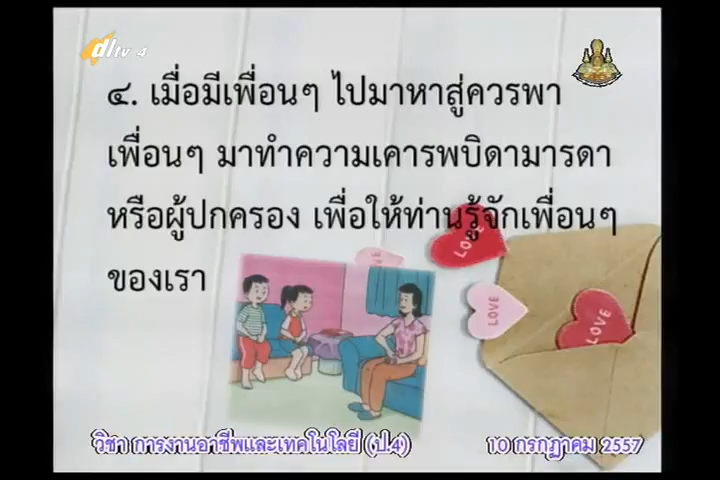 dltv 4
๔. เมื่อมีเพื่อนๆ ไปมาหาสู่ควรพา
เพื่อนๆ มาทำความเคารพบิดามารดา
หรือผู้ปกครอง เพื่อให้ท่านรู้จักเพื่อนๆ
ของเรา
LOVE
LOVE
LOVE
วิชา การงานอาชีพและเทคโนโลยี (ป.4)
10 กรกฎาคม 2557